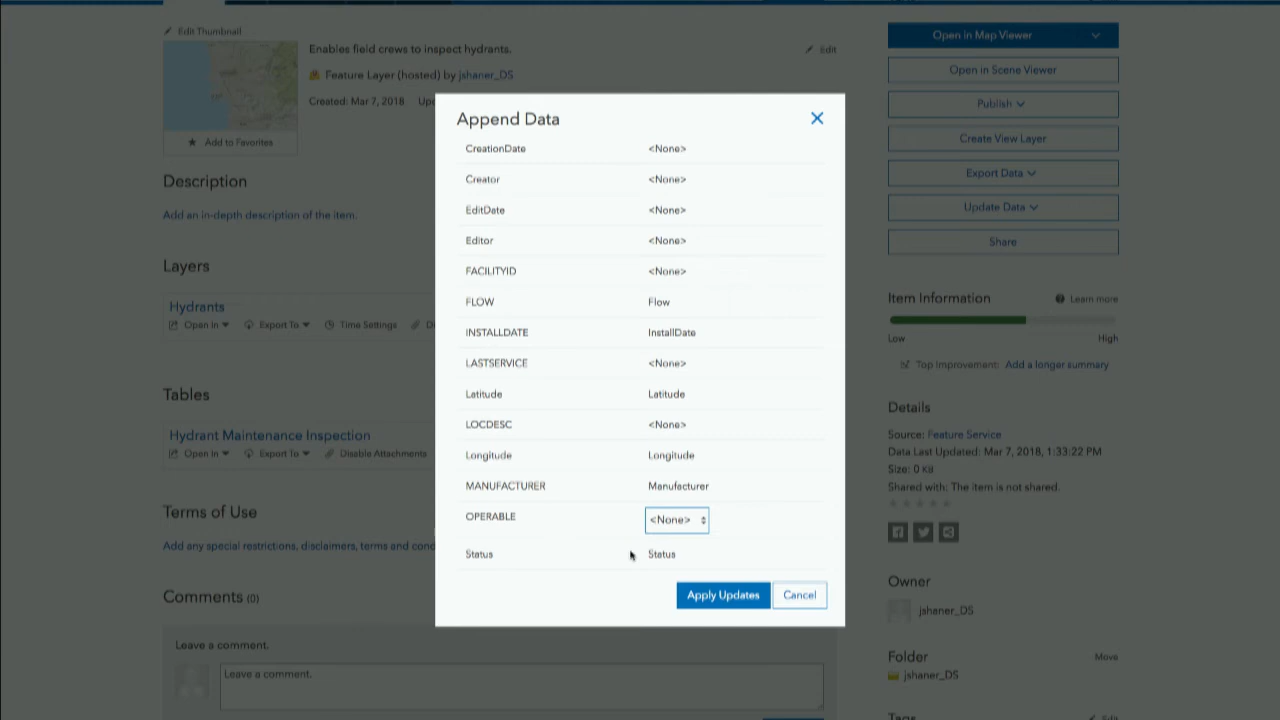 Edit Thumbnail
Enables field crews to inspect hydrants.
Edit
Feature Layer (hosted) by jshaner_DS
Created: Mar 7, 2018
Add to Favorites
Description
Add an in-depth description of the item.
Layers
Hydrants
Open In
Export To
Time Settings
Tables
Hydrant Maintenance Inspection
Open In
Export To
Disable Attachments
Terms of Use
Add any special restrictions, disclaimers, terms and cond
Comments (0)
Leave a comment.
Leave a comment.
Append Data
CreationDate <None>
Creator <None>
EditDate <None>
Editor <None>
FACILITYID <None>
FLOW Flow
INSTALLDATE InstallDate
LASTSERVICE <None>
Latitude Latitude
LOCDESC <None>
Longitude Longitude
MANUFACTURER Manufacturer
OPERABLE <None>
Status Status
Apply Updates Cancel
Open in Map Viewer
Open in Scene Viewer
Publish
Create View Layer
Export Data
Update Data
Share
Item Information
Learn more
Low High
Top Improvement: Add a longer summary
Details
Source: Feature Service
Data Last Updated: Mar 7, 2018, 1:33:22 PM
Size: 0 KB
Shared with: The item is not shared.
Owner
jshaner_DS
Folder
Move
jshaner_DS
Tags
Edit